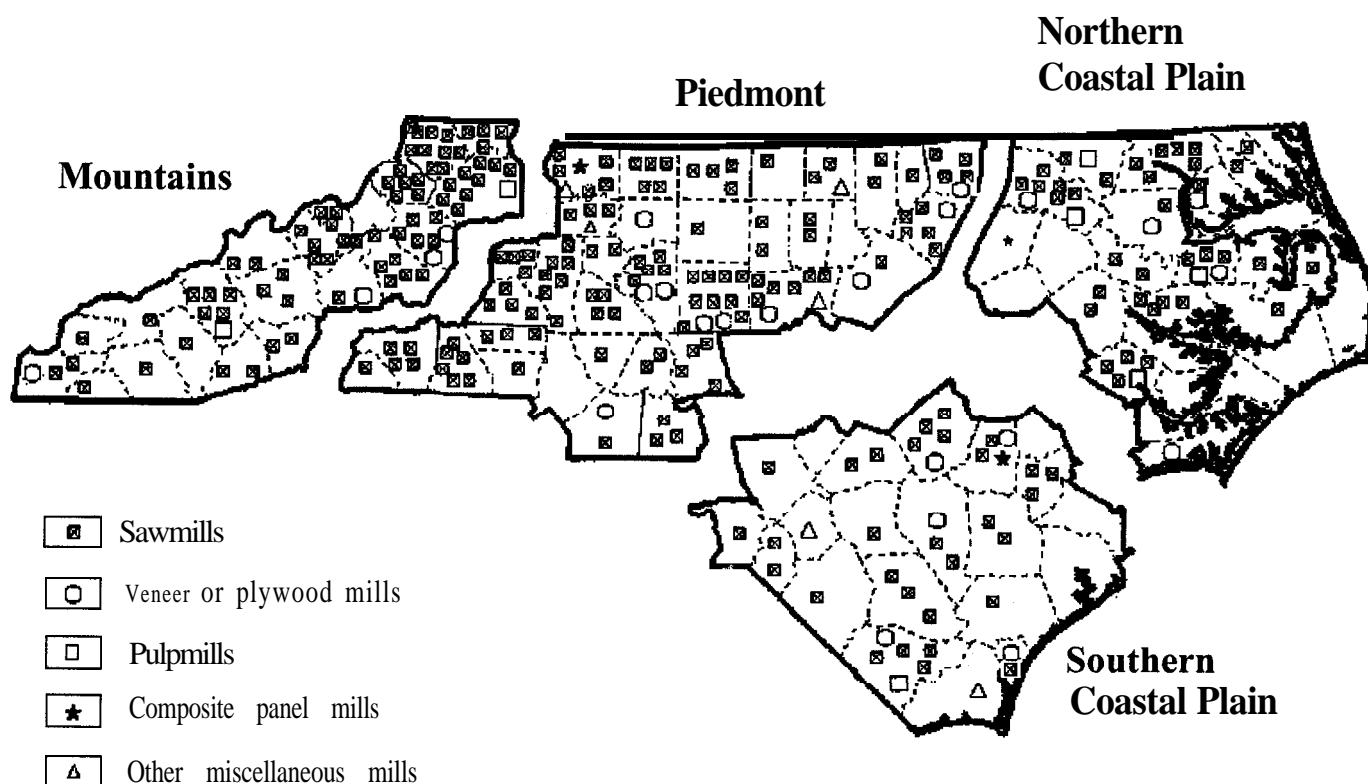 Northern
Coastal Plain
Piedmont
Mountains
Sawmills
Veneer or plywood mills
Pulpmills
Composite panel mills
Other miscellaneous mills
Southern
Coastal Plain